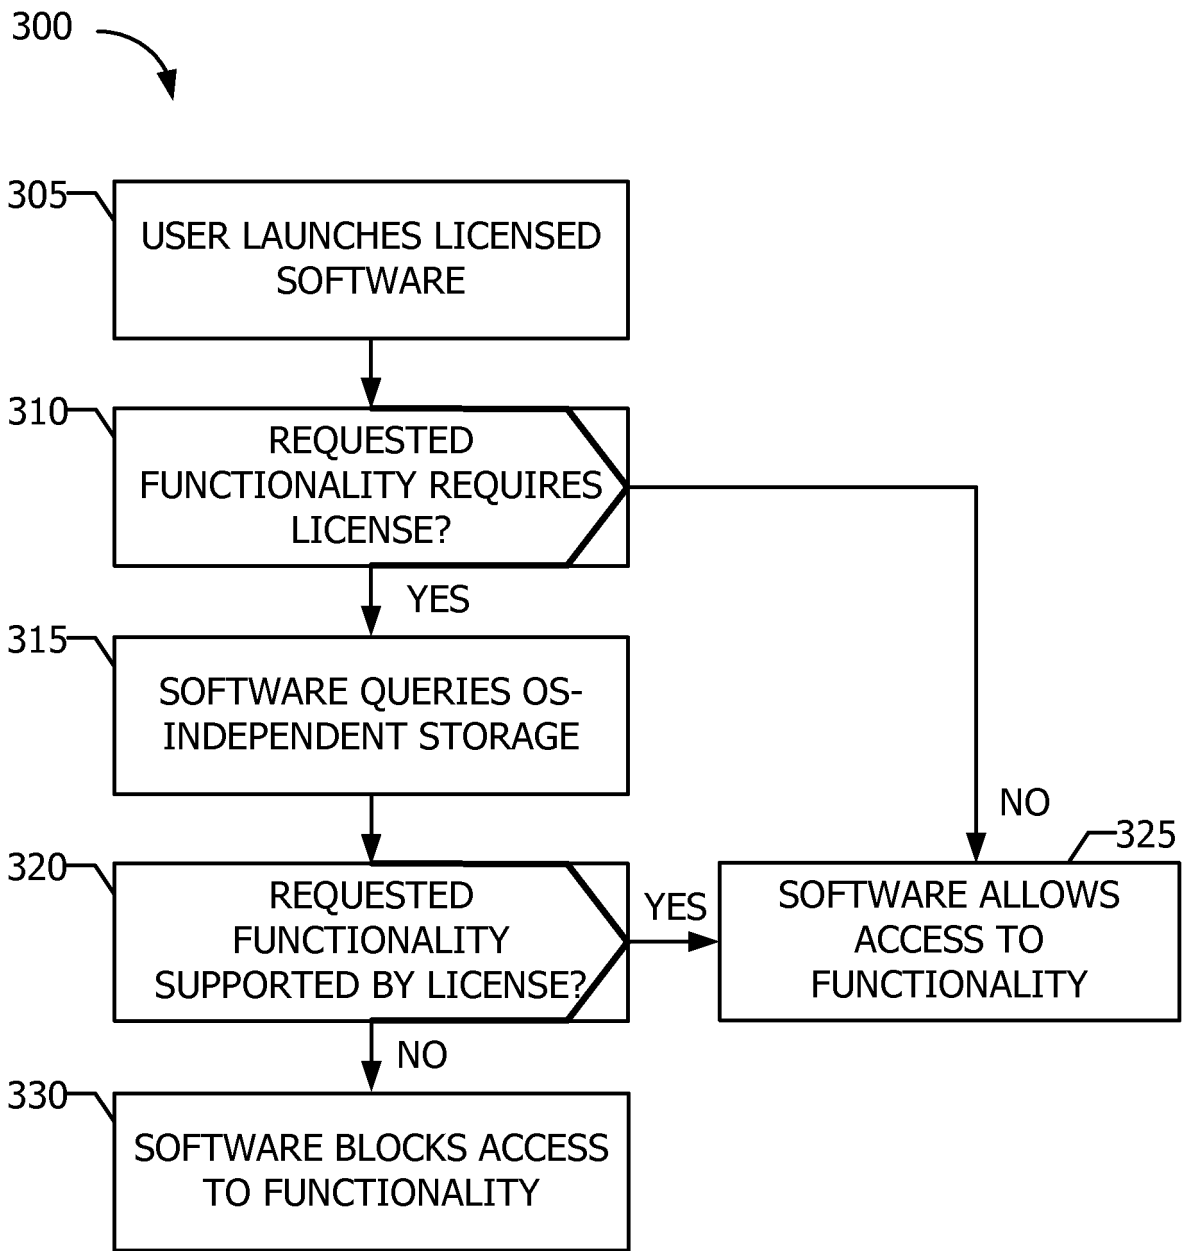 300
305
USER LAUNCHES LICENSED
SOFTWARE
310
REQUESTED
FUNCTIONALITY REQUIRES
LICENSE?
YES
315
SOFTWARE QUERIES OS-
INDEPENDENT STORAGE
NO
320
REQUESTED
FUNCTIONALITY
SUPPORTED BY LICENSE?
YES
325
SOFTWARE ALLOWS
ACCESS TO
FUNCTIONALITY
NO
330
SOFTWARE BLOCKS ACCESS
TO FUNCTIONALITY